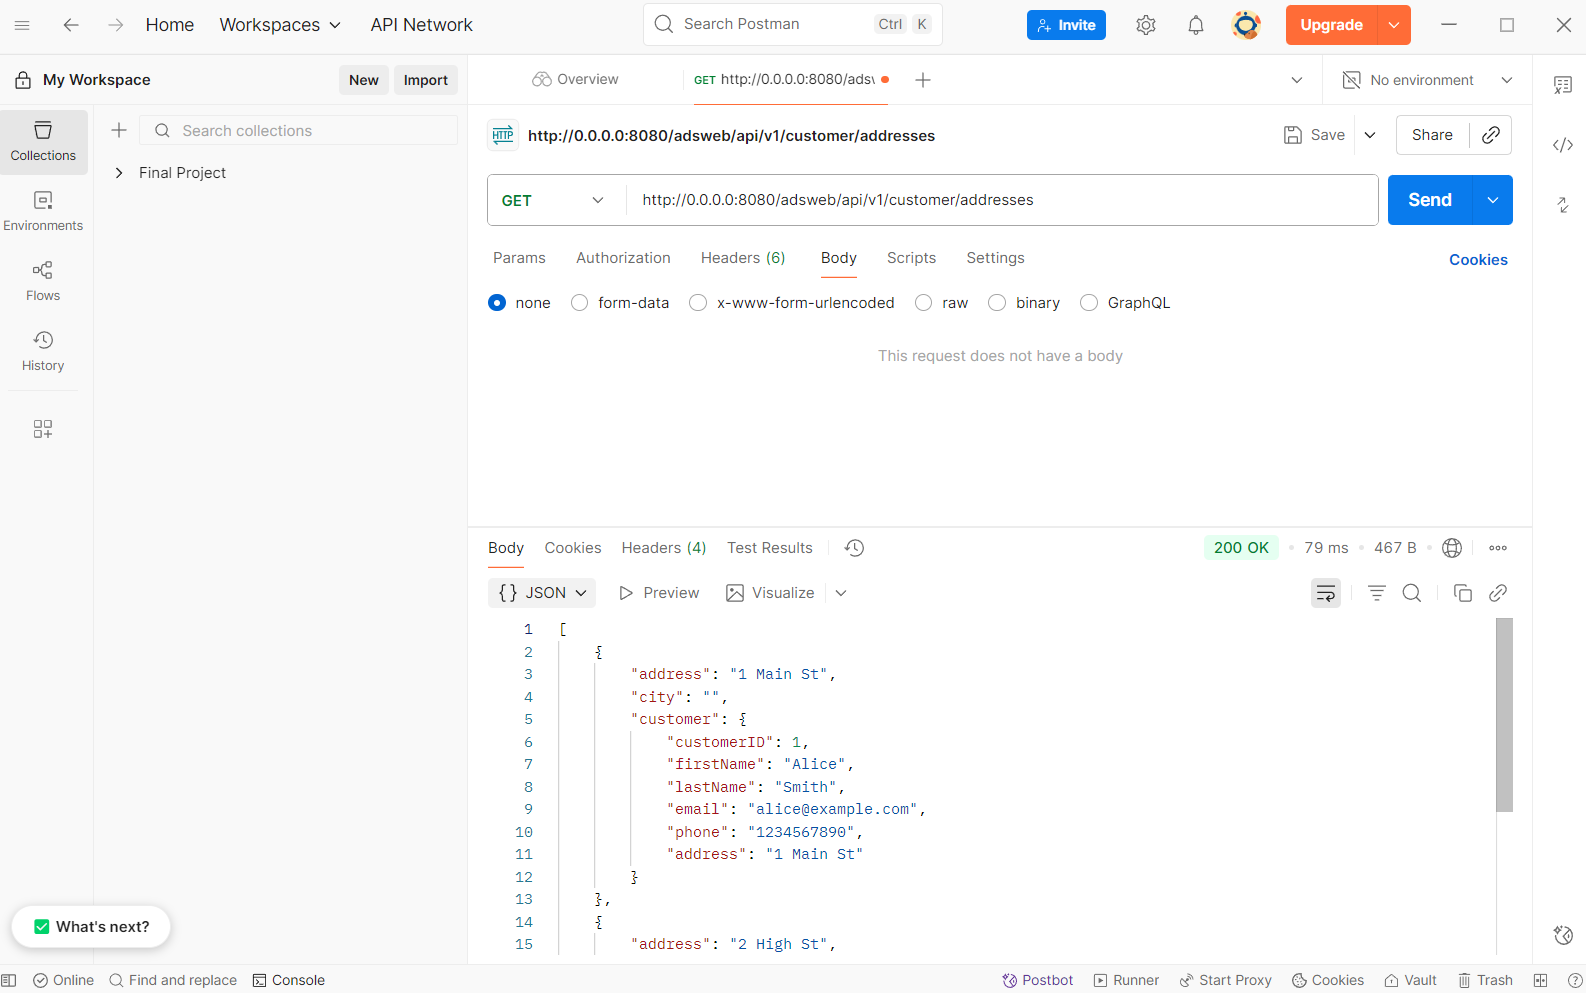 Home Workspaces API Network Search Postman Ctrl K Invite Upgrade
My Workspace New Import Overview GET http://0.0.0.0:8080/ads No environment
Collections
Search collections
Final Project
Environments
Flows
History
HTTP http://0.0.0.0:8080/adsweb/api/v1/customer/addresses Save Share
GET http://0.0.0.0:8080/adsweb/api/v1/customer/addresses Send
Params Authorization Headers (6) Body Scripts Settings Cookies
none form-data x-www-form-urlencoded raw binary GraphQL
This request does not have a body
Body Cookies Headers (4) Test Results 200 OK 79 ms 467 B
{} JSON Preview Visualize
1 [
2 {
3 "address": "1 Main St",
4 "city": "",
5 "customer": {
6 "customerID": 1,
7 "firstName": "Alice",
8 "lastName": "Smith",
9 "email": "alice@example.com",
10 "phone": "1234567890",
11 "address": "1 Main St"
12 }
13 },
14 {
15 "address": "2 High St",
What's next?
Online Find and replace Console Postbot Runner Start Proxy Cookies Vault Trash